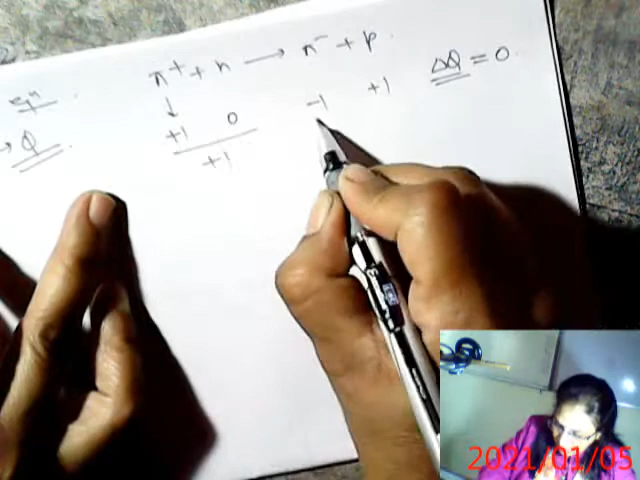 π⁺ + n ⟶ π⁻ + p. ΔQ = 0
↓
+1 0 -1 +1
+1
→ Q
2021/01/05